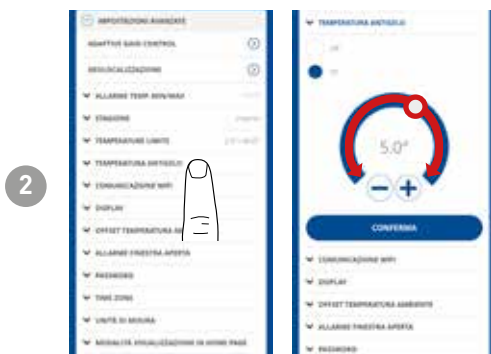 2
IMPOSTAZIONI AVANZATE
ADAPTIVE GAIN CONTROL
GEOLOCALIZZAZIONE
ALLARME TEMP. MIN/MAX
STAGIONE
TEMPERATURE LIMITE
TEMPERATURA ANTIGELO
COMUNICAZIONE WIFI
DISPLAY
OFFSET TEMPERATURA
ALLARME FINESTRA APERTA
PASSWORD
TIME ZONE
UNITÀ DI MISURA
MODALITÀ VISUALIZZAZIONE IN HOME PAGE
TEMPERATURA ANTIGELO
5.0°
CONFERMA
COMUNICAZIONE WIFI
DISPLAY
OFFSET TEMPERATURA AMBIENTE
ALLARME FINESTRA APERTA
PASSWORD